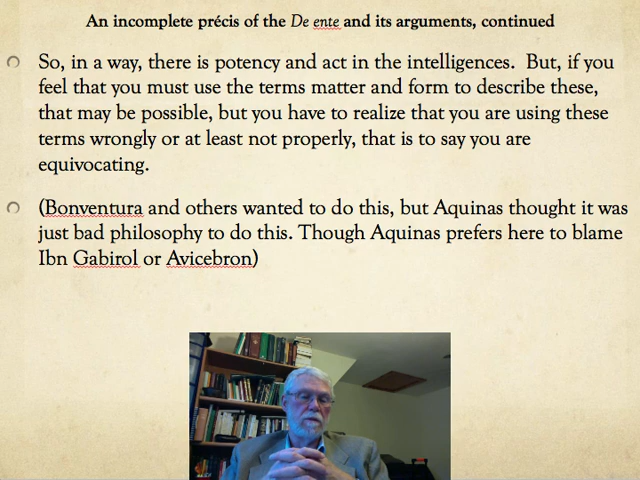 An incomplete précis of the De ente and its arguments, continued
So, in a way, there is potency and act in the intelligences.  But, if you
feel that you must use the terms matter and form to describe these,
that may be possible, but you have to realize that you are using these
terms wrongly or at least not properly, that is to say you are
equivocating.
(Bonventura and others wanted to do this, but Aquinas thought it was
just bad philosophy to do this. Though Aquinas prefers here to blame
Ibn Gabirol or Avicebron)